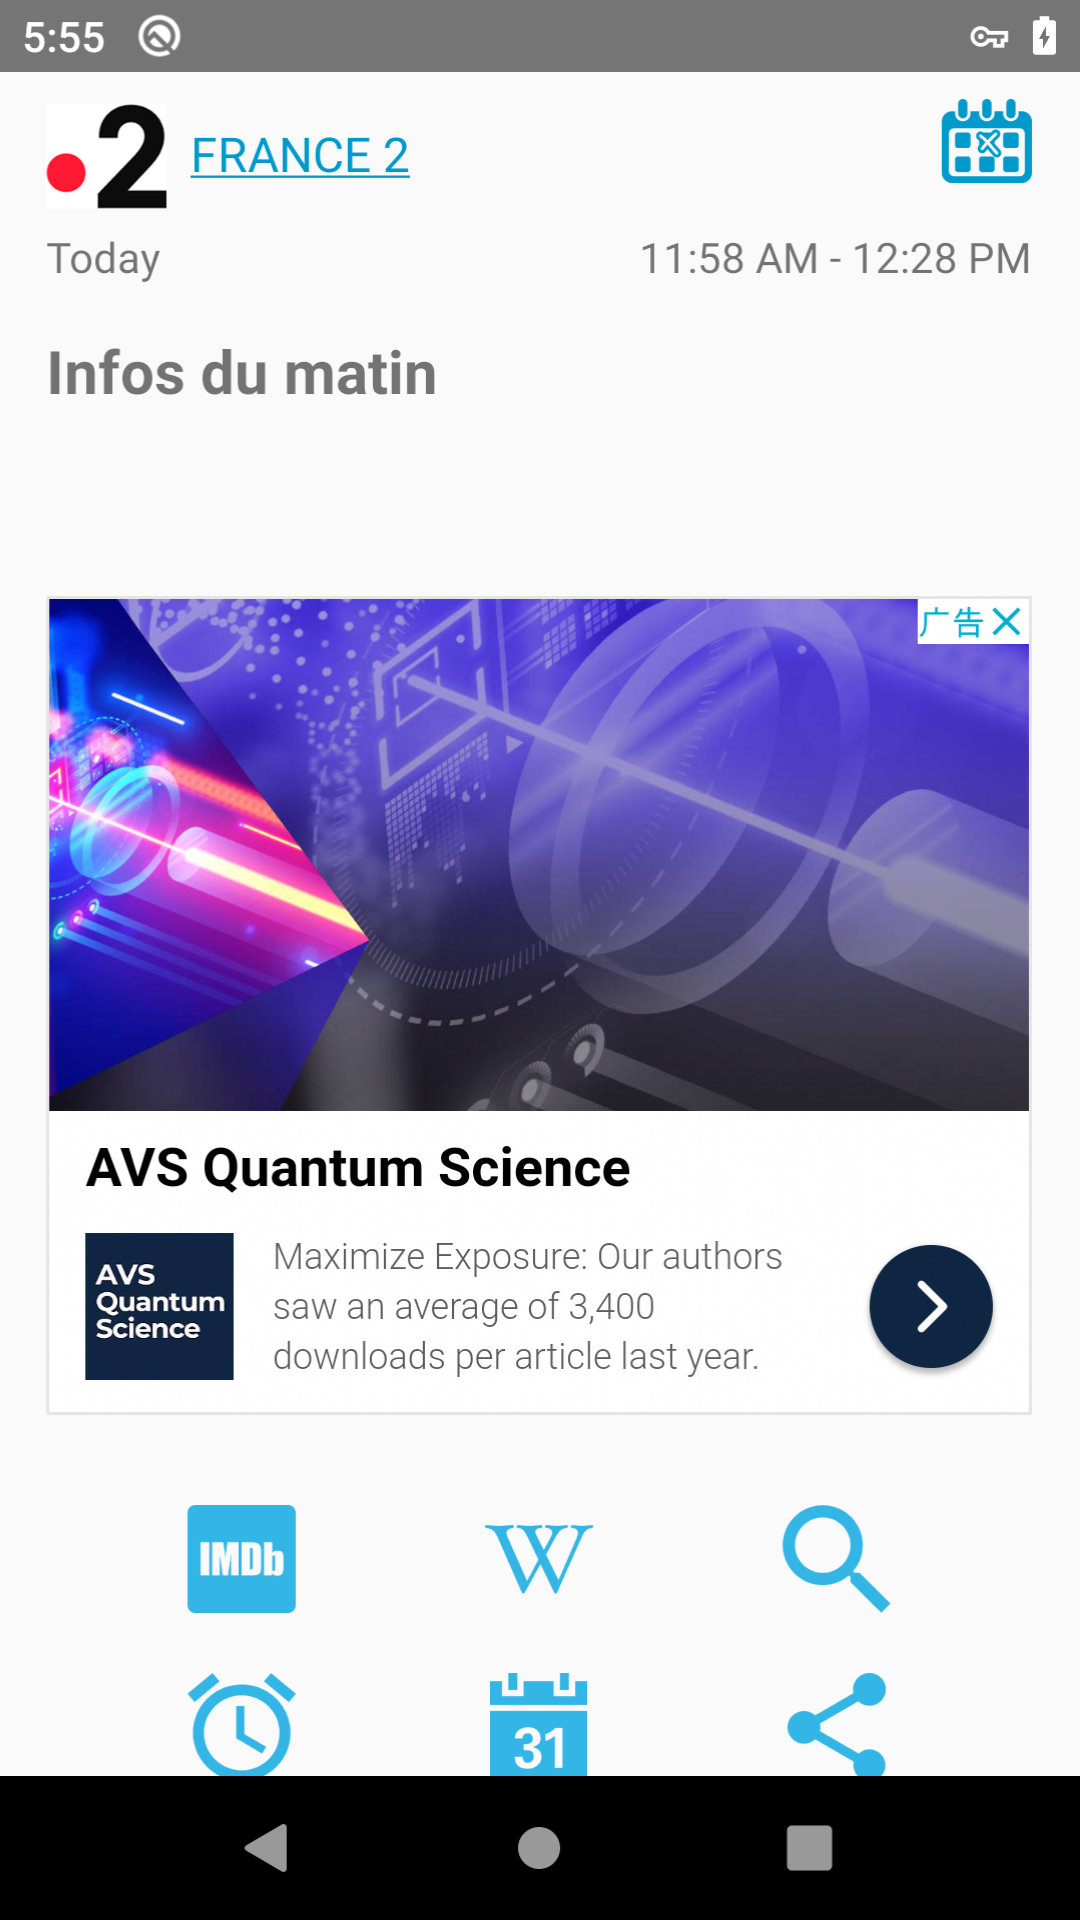 5:55
2 FRANCE 2
Today 11:58 AM - 12:28 PM
Infos du matin
广告
AVS Quantum Science
AVS
Quantum
Science
Maximize Exposure: Our authors
saw an average of 3,400
downloads per article last year.
IMDb W
31